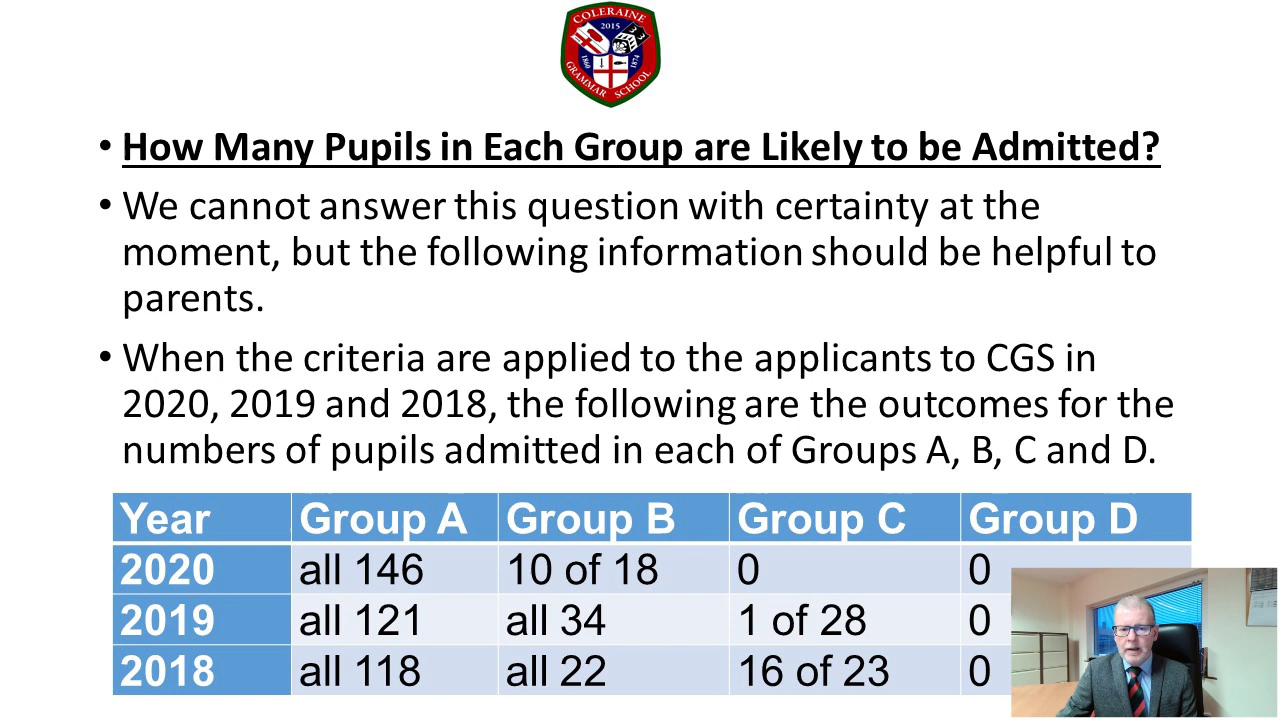 COLERAINE
2015
1860
1874
GRAMMAR SCHOOL
• How Many Pupils in Each Group are Likely to be Admitted?
• We cannot answer this question with certainty at the
moment, but the following information should be helpful to
parents.
• When the criteria are applied to the applicants to CGS in
2020, 2019 and 2018, the following are the outcomes for the
numbers of pupils admitted in each of Groups A, B, C and D.
Year Group A Group B Group C Group D
2020 all 146 10 of 18 0 0
2019 all 121 all 34 1 of 28 0
2018 all 118 all 22 16 of 23 0